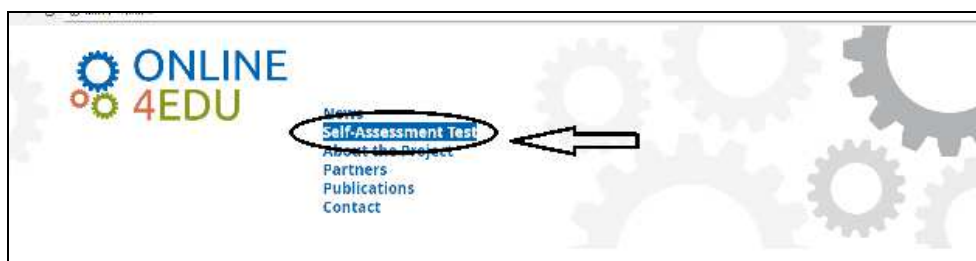 ONLINE
4EDU
News
Self-Assessment Test
About the Project
Partners
Publications
Contact